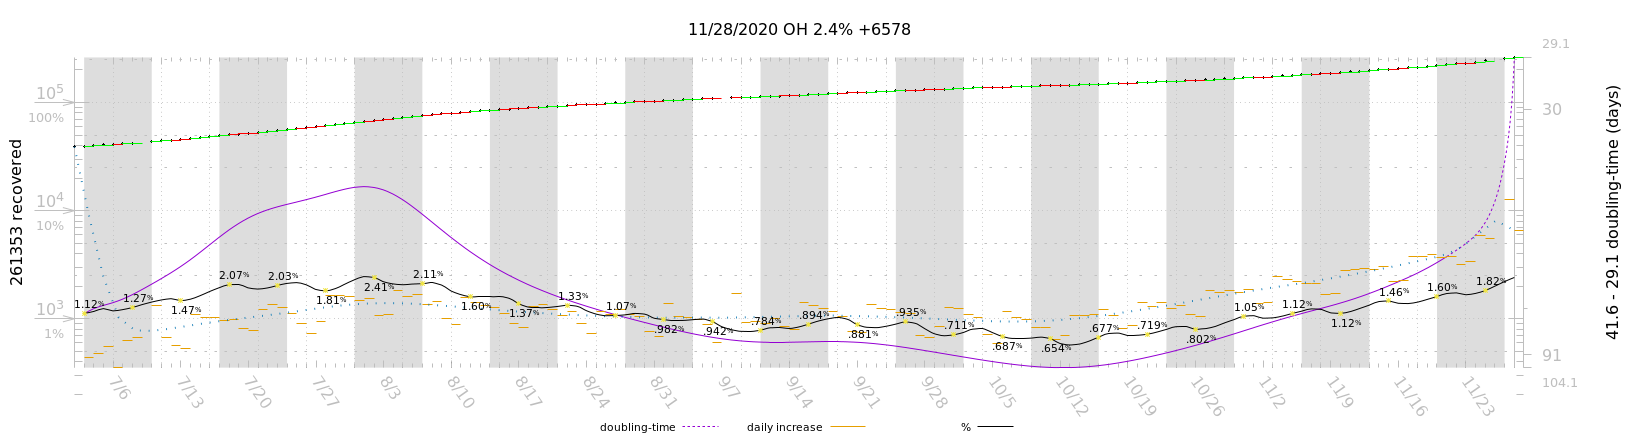 11/28/2020 OH 2.4% +6578
29.1
10^5
100%
30
10^4
10%
10^3
1%
91
104.1
261353 recovered
41.6 - 29.1 doubling-time (days)
1.12% 1.27% 1.47% 2.07% 2.03% 1.81% 2.41% 2.11% 1.60% 1.37% 1.33% 1.07% .982% .942% .784% .894% .881% .935% .711% .687% .654% .677% .719% .802% 1.05% 1.12% 1.12% 1.46% 1.60% 1.82%
7/6 7/13 7/20 7/27 8/3 8/10 8/17 8/24 8/31 9/7 9/14 9/21 9/28 10/5 10/12 10/19 10/26 11/2 11/9 11/16 11/23
doubling-time daily increase %